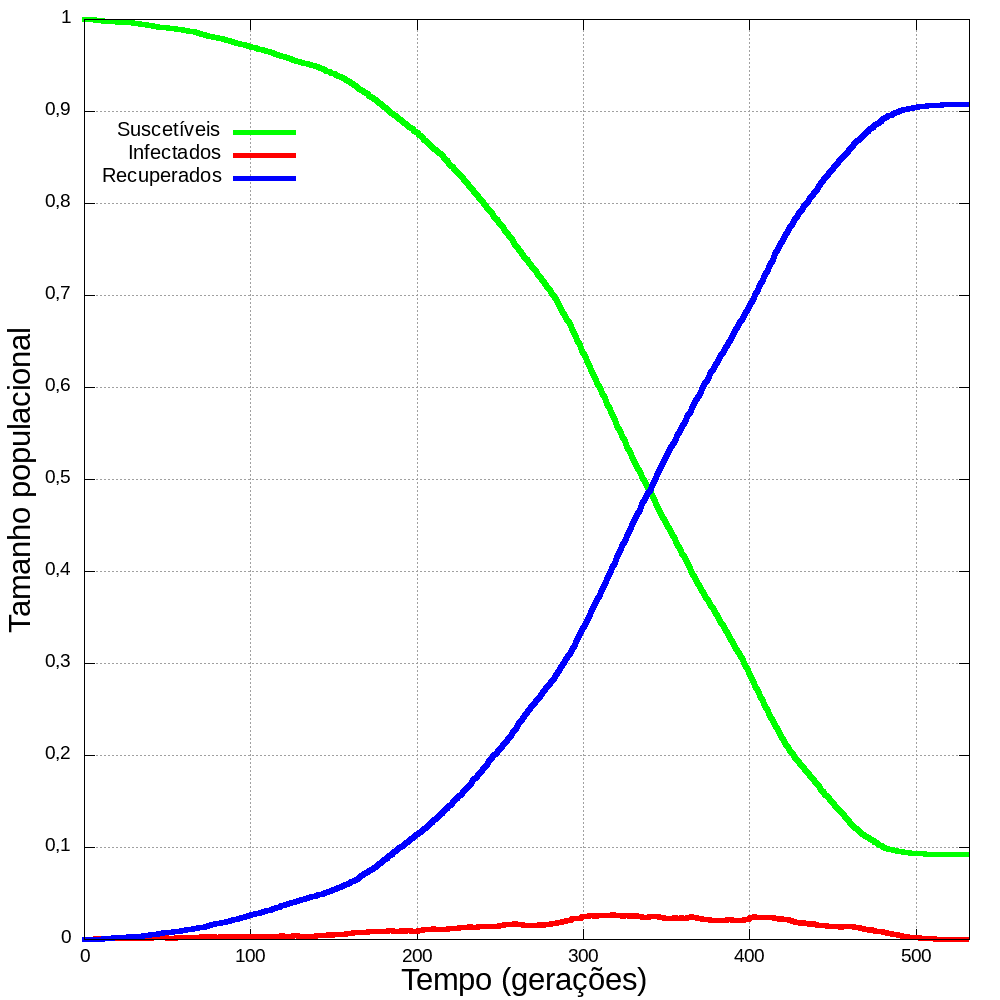 1
0,9
Suscetíveis
Infectados
Recuperados
0,8
0,7
0,6
0,5
0,4
0,3
0,2
0,1
0
0 100 200 300 400 500
Tamanho populacional
Tempo (gerações)